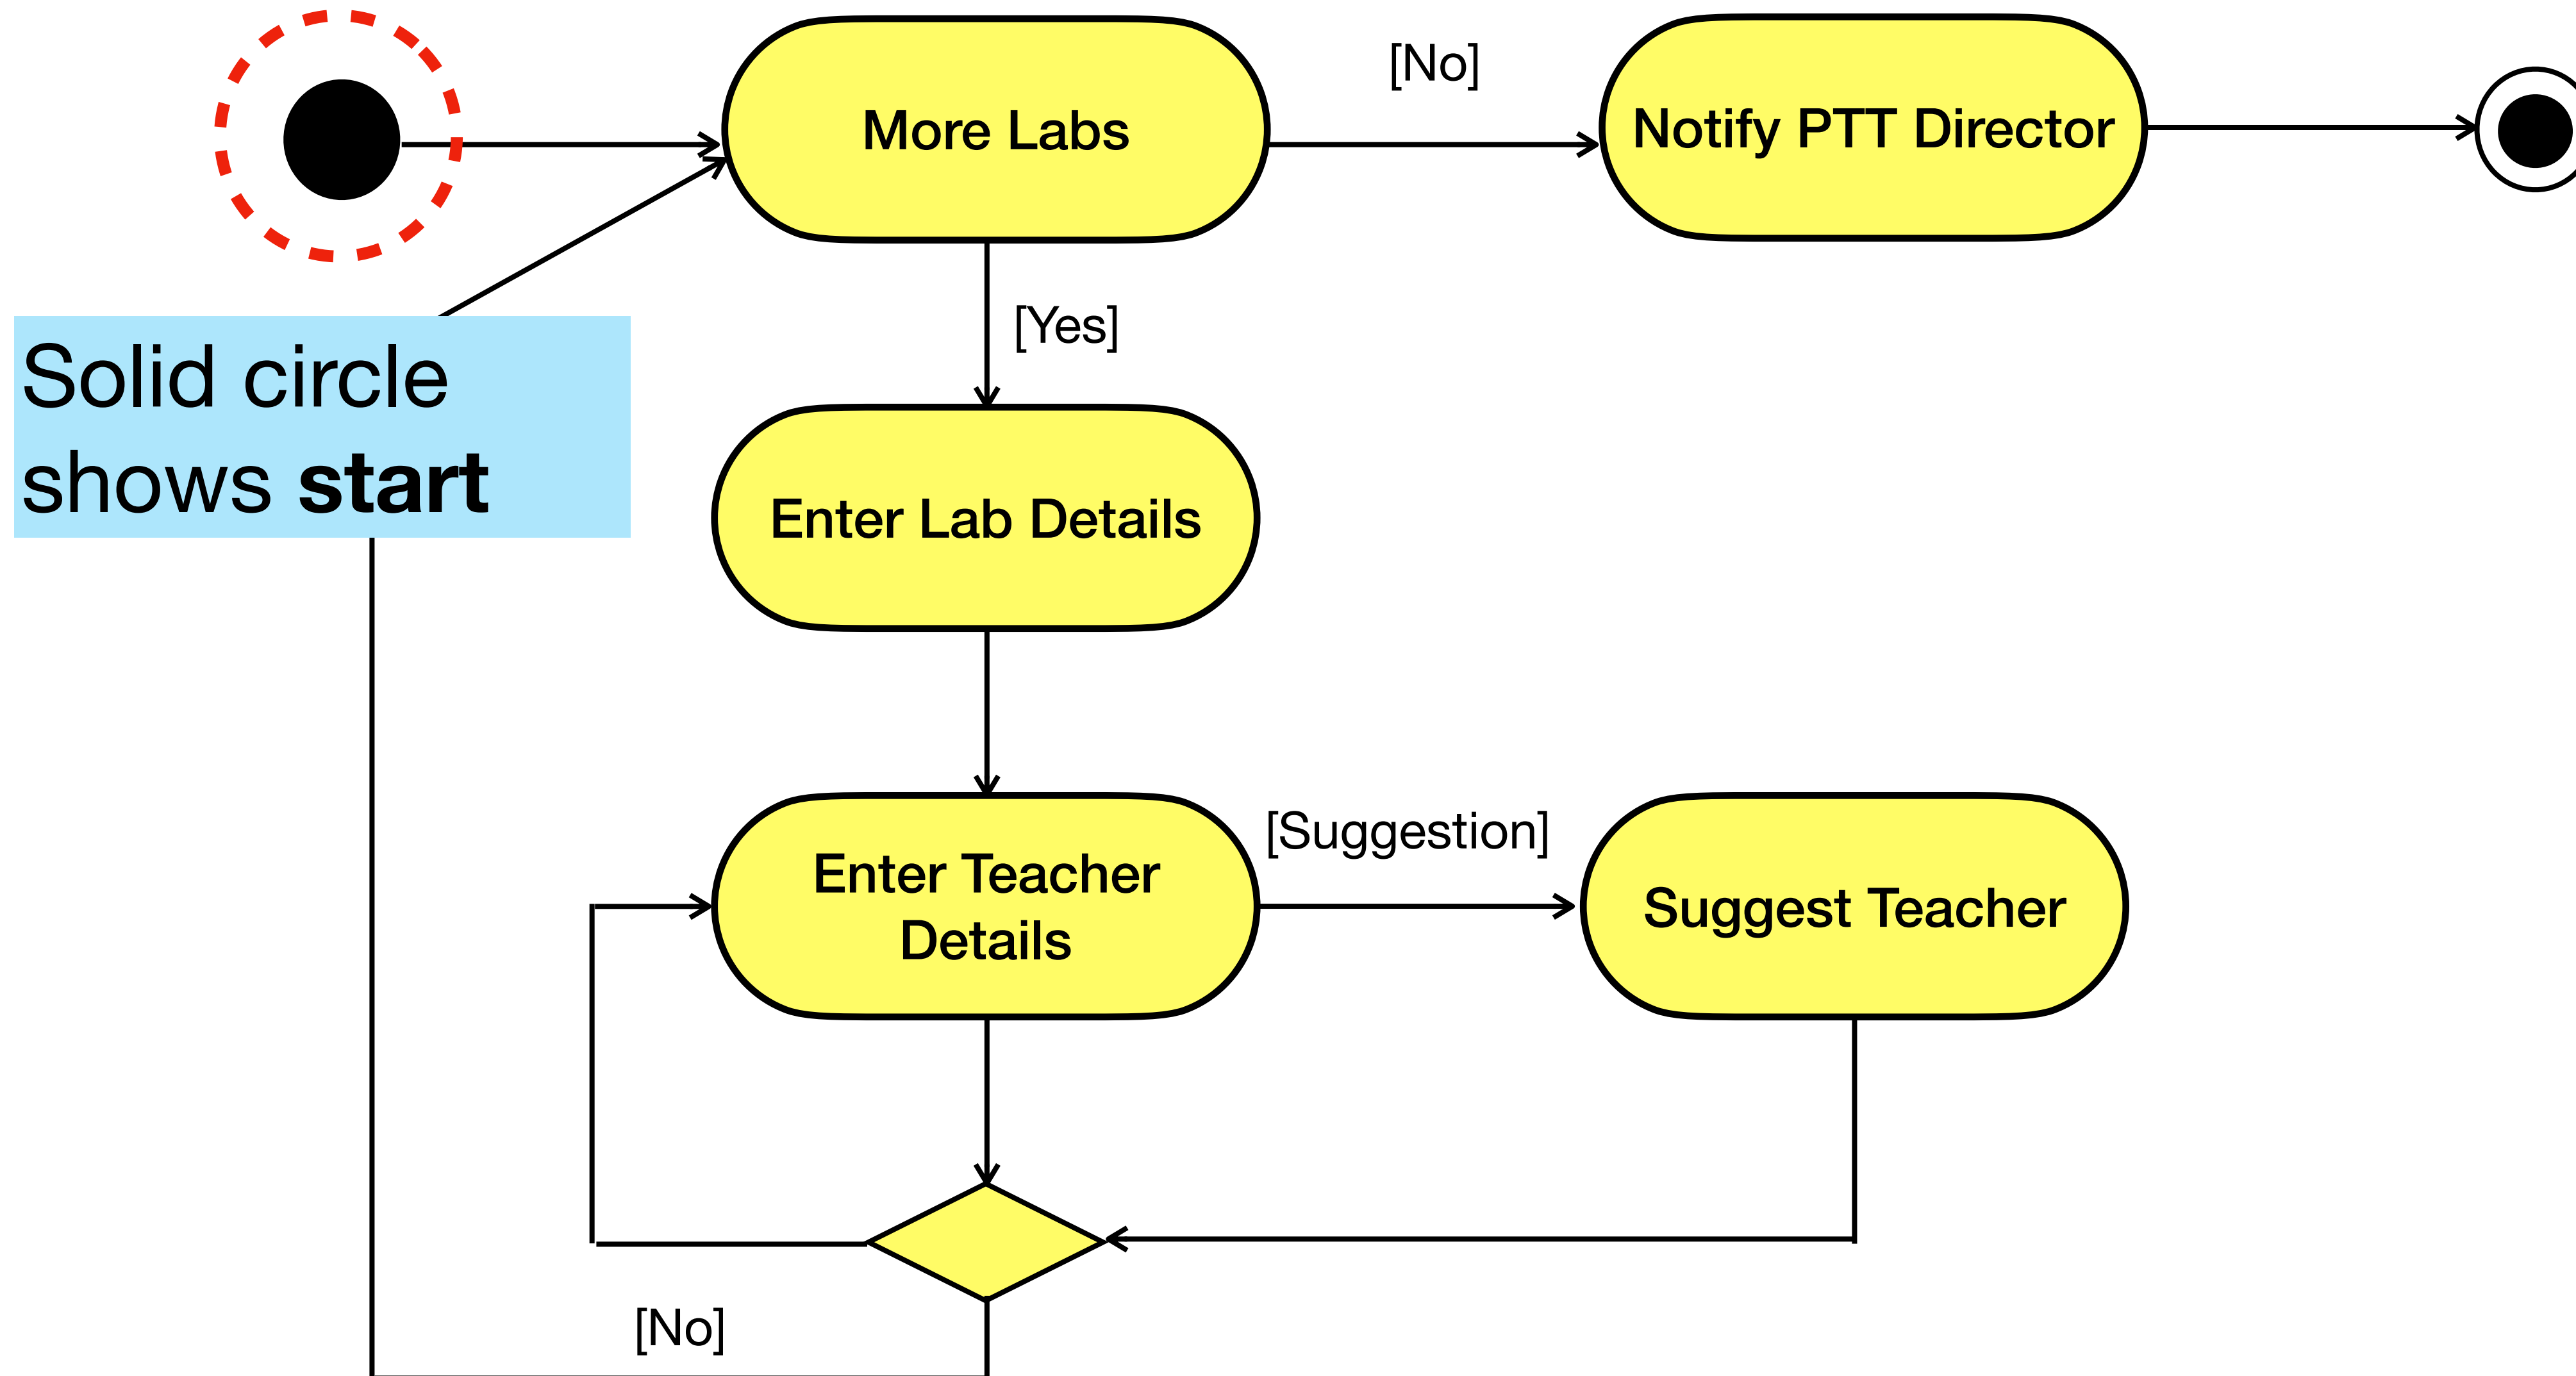 More Labs
[No]
Notify PTT Director
[Yes]
Solid circle
shows start
Enter Lab Details
Enter Teacher
Details
[Suggestion]
Suggest Teacher
[No]